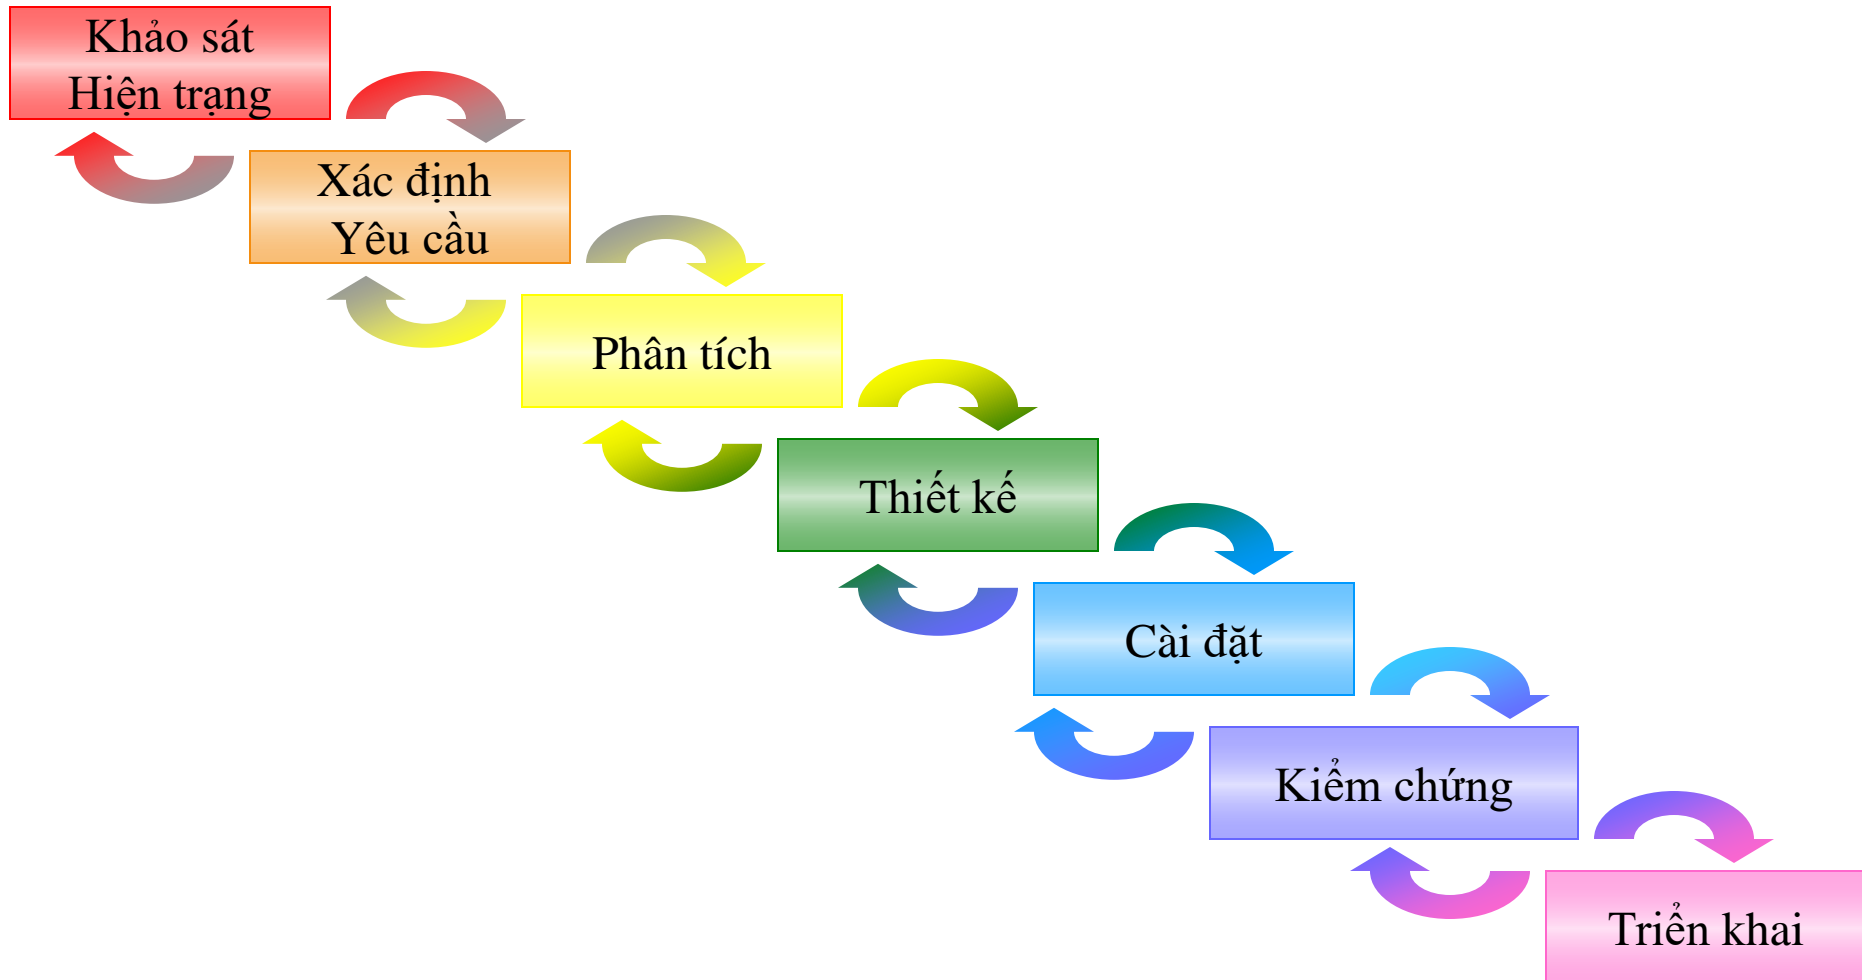 Khảo sát
Hiện trạng
Xác định
Yêu cầu
Phân tích
Thiết kế
Cài đặt
Kiểm chứng
Triển khai